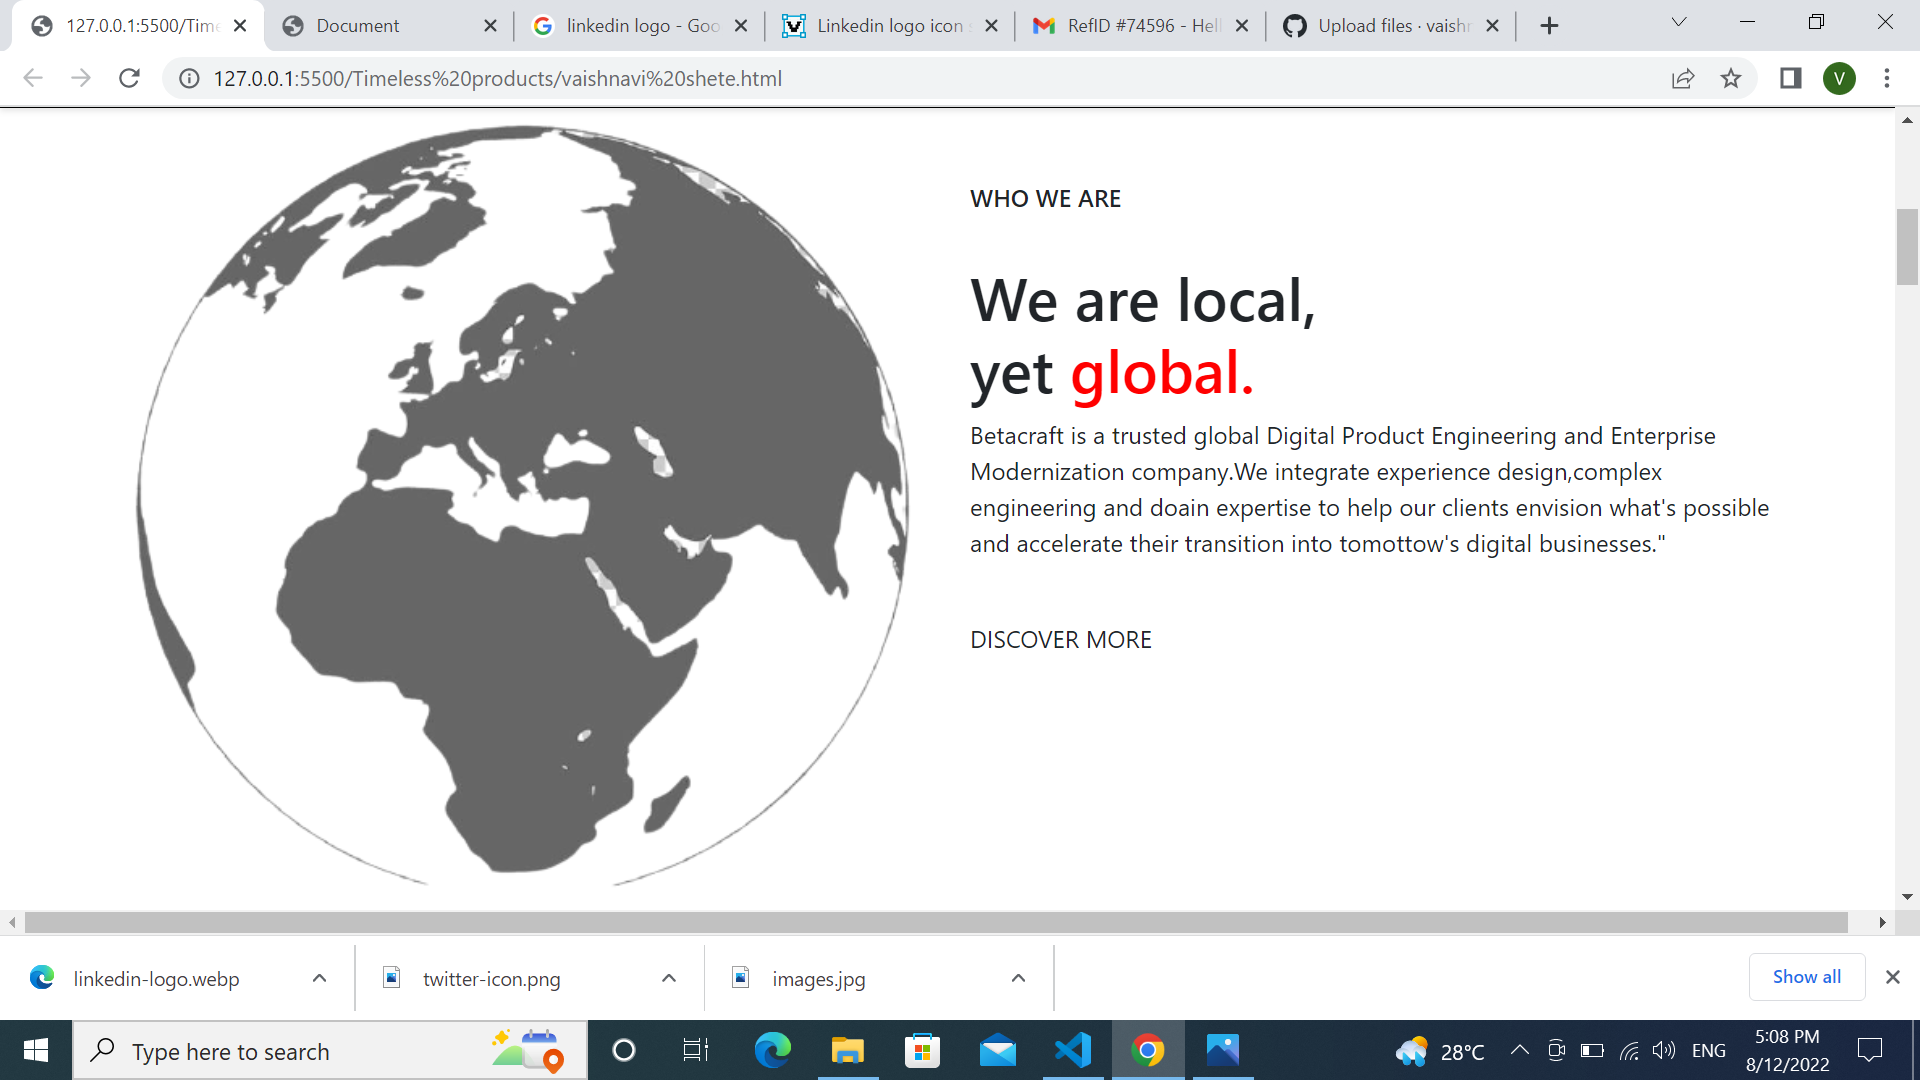 127.0.0.1:5500/Time
Document
linkedin logo - Goo
Linkedin logo icon s
RefID #74596 - Hell
Upload files · vaishn
127.0.0.1:5500/Timeless%20products/vaishnavi%20shete.html
V
WHO WE ARE
We are local,
yet global.
Betacraft is a trusted global Digital Product Engineering and Enterprise
Modernization company.We integrate experience design,complex
engineering and doain expertise to help our clients envision what's possible
and accelerate their transition into tomottow's digital businesses."
DISCOVER MORE
linkedin-logo.webp
twitter-icon.png
images.jpg
Show all
Type here to search
28°C
ENG
5:08 PM
8/12/2022